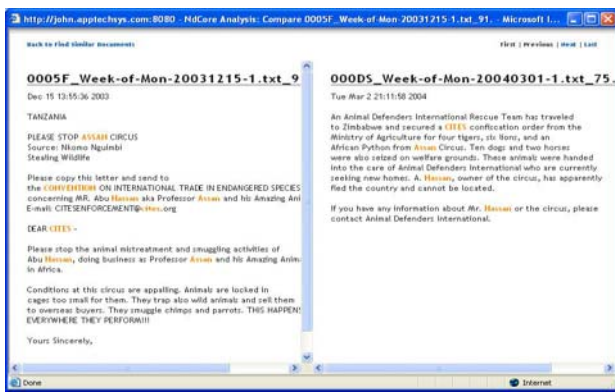 http://john.apptechsys.com:8080 - NdCore Analysis: Compare 0005F_Week-of-Mon-20031215-1.txt_91. - Microsoft I...
Back to Find Similar Documents
First | Previous | Next | Last
0005F_Week-of-Mon-20031215-1.txt_9
Dec 15 13:55:36 2003
TANZANIA
PLEASE STOP ASSAN CIRCUS
Source: Nkomo Nguimbi
Stealing Wildlife
Please copy this letter and send to
the CONVENTION ON INTERNATIONAL TRADE IN ENDANGERED SPECIES
concerning MR. Abu Hassan aka Professor Assan and his Amazing Ani
E-mail: CITESENFORCEMENT@cites.org
DEAR CITES -
Please stop the animal mistreatment and smuggling activities of
Abu Hassan, doing business as Professor Assan and his Amazing Anim
in Africa.
Conditions at this circus are appalling. Animals are locked in
cages too small for them. They trap also wild animals and sell them
to overseas buyers. They smuggle chimps and parrots. THIS HAPPEN
EVERYWHERE THEY PERFORM!!!
Yours Sincerely,
000DS_Week-of-Mon-20040301-1.txt_75.
Tue Mar 2 21:11:58 2004
An Animal Defenders International Rescue Team has traveled
to Zimbabwe and secured a CITES confiscation order from the
Ministry of Agriculture for four tigers, six lions, and an
African Python from Assan Circus. Ten dogs and two horses
were also seized on welfare grounds. These animals were handed
into the care of Animal Defenders International who are currently
seeking new homes. A. Hassan, owner of the circus, has apparently
fled the country and cannot be located.
If you have any information about Mr. Hassan or the circus, please
contact Animal Defenders International.
Done
Internet